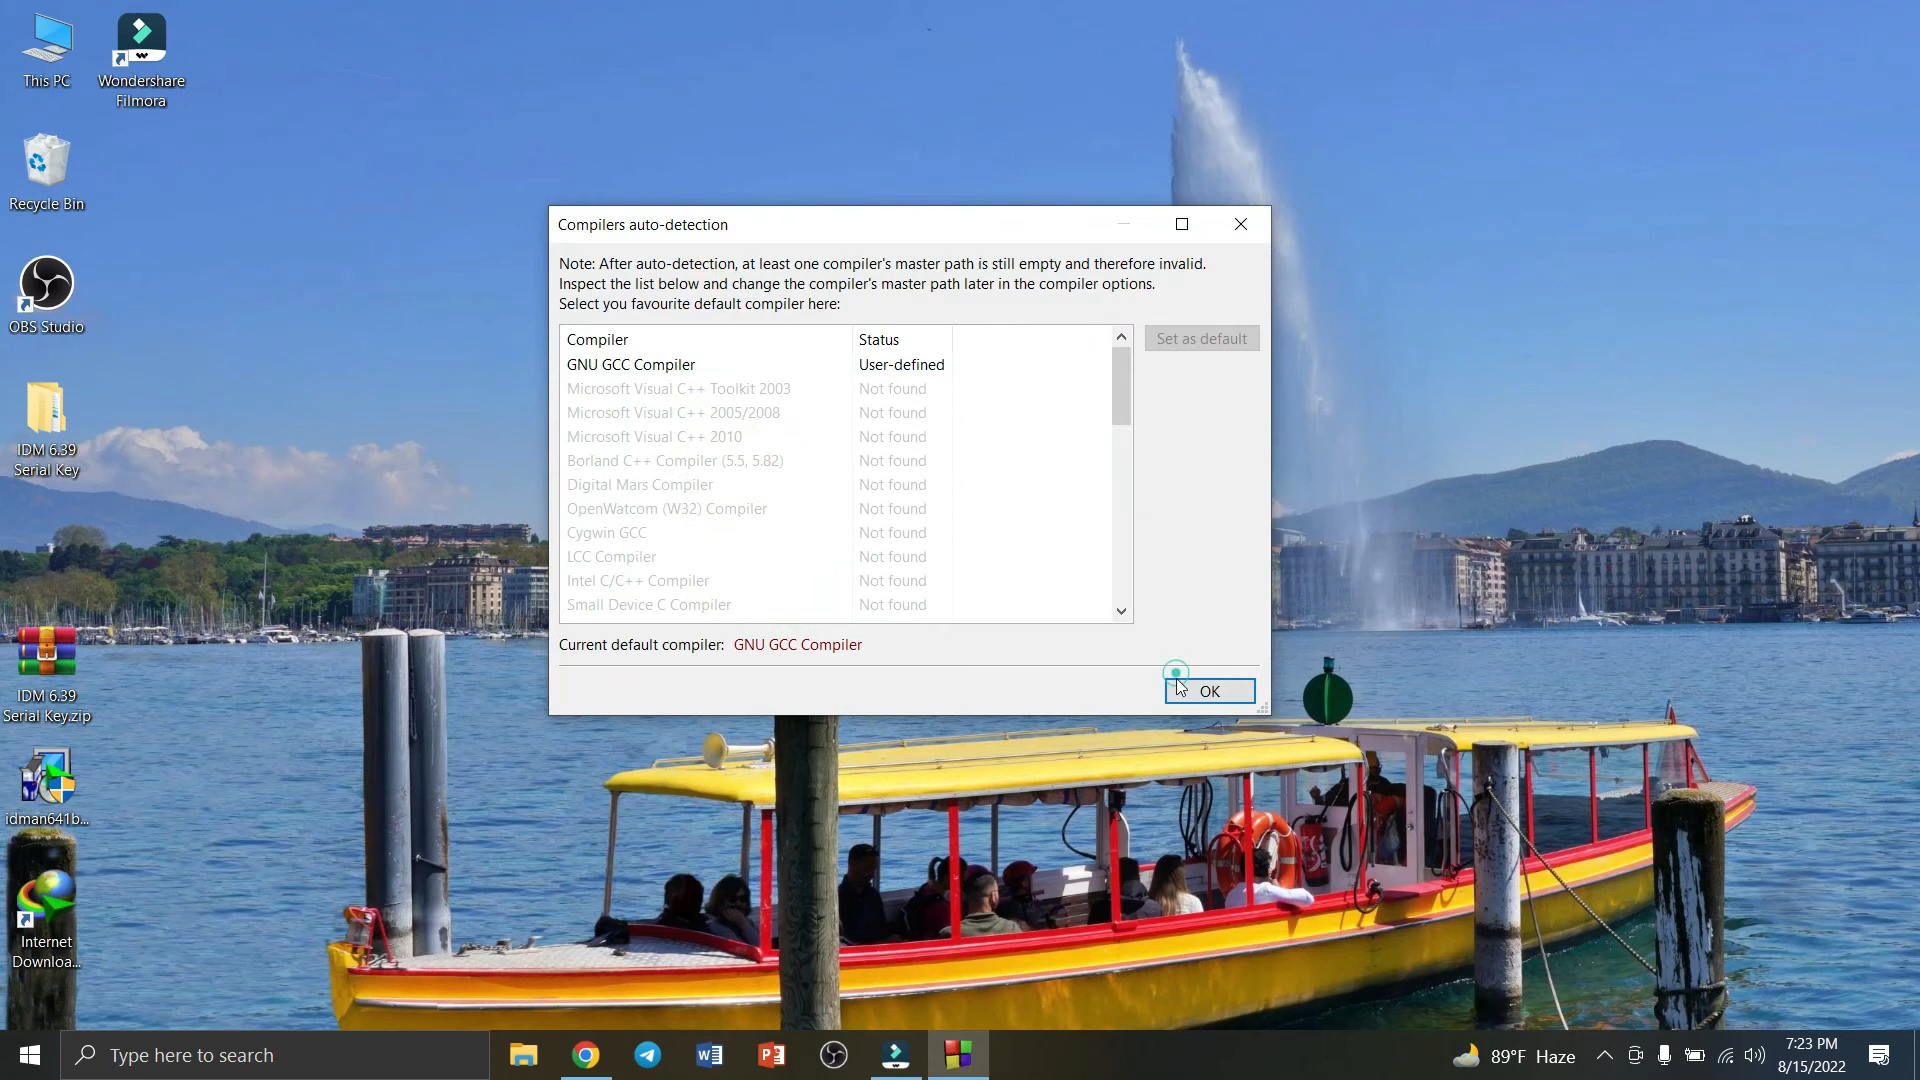 This PC
Wondershare
Filmora
Recycle Bin
OBS Studio
IDM 6.39
Serial Key
IDM 6.39
Serial Key.zip
idman641b...
Internet
Downloa...
Compilers auto-detection
Note: After auto-detection, at least one compiler's master path is still empty and therefore invalid.
Inspect the list below and change the compiler's master path later in the compiler options.
Select you favourite default compiler here:
Compiler Status
Set as default
GNU GCC Compiler User-defined
Microsoft Visual C++ Toolkit 2003 Not found
Microsoft Visual C++ 2005/2008 Not found
Microsoft Visual C++ 2010 Not found
Borland C++ Compiler (5.5, 5.82) Not found
Digital Mars Compiler Not found
OpenWatcom (W32) Compiler Not found
Cygwin GCC Not found
LCC Compiler Not found
Intel C/C++ Compiler Not found
Small Device C Compiler Not found
Current default compiler: GNU GCC Compiler
OK
Type here to search
89°F Haze
7:23 PM
8/15/2022